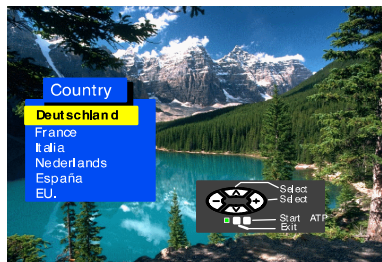 Country
Deutschland
France
Italia
Nederlands
España
EU.
Select
Select
Start ATP
Exit